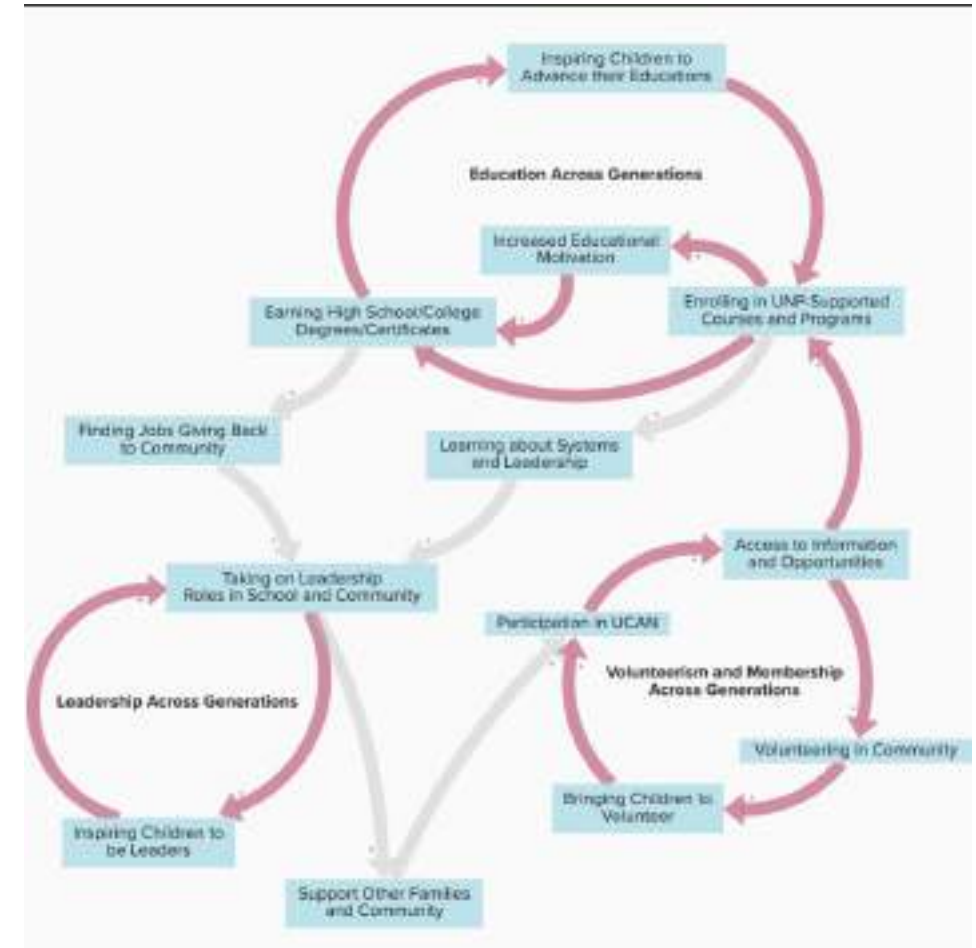 Inspiring Children to
Advance their Educations
Education Across Generations
Increased Educational
Motivation
Earning High School/College
Degrees/Certificates
Enrolling in UNP-Supported
Courses and Programs
Finding Jobs Giving Back
to Community
Learning about Systems
and Leadership
Access to Information
and Opportunities
Taking on Leadership
Roles in School and Community
Participation in UCAN
Volunteerism and Membership
Across Generations
Leadership Across Generations
Volunteering in Community
Bringing Children to
Volunteer
Inspiring Children to
be Leaders
Support Other Families
and Community